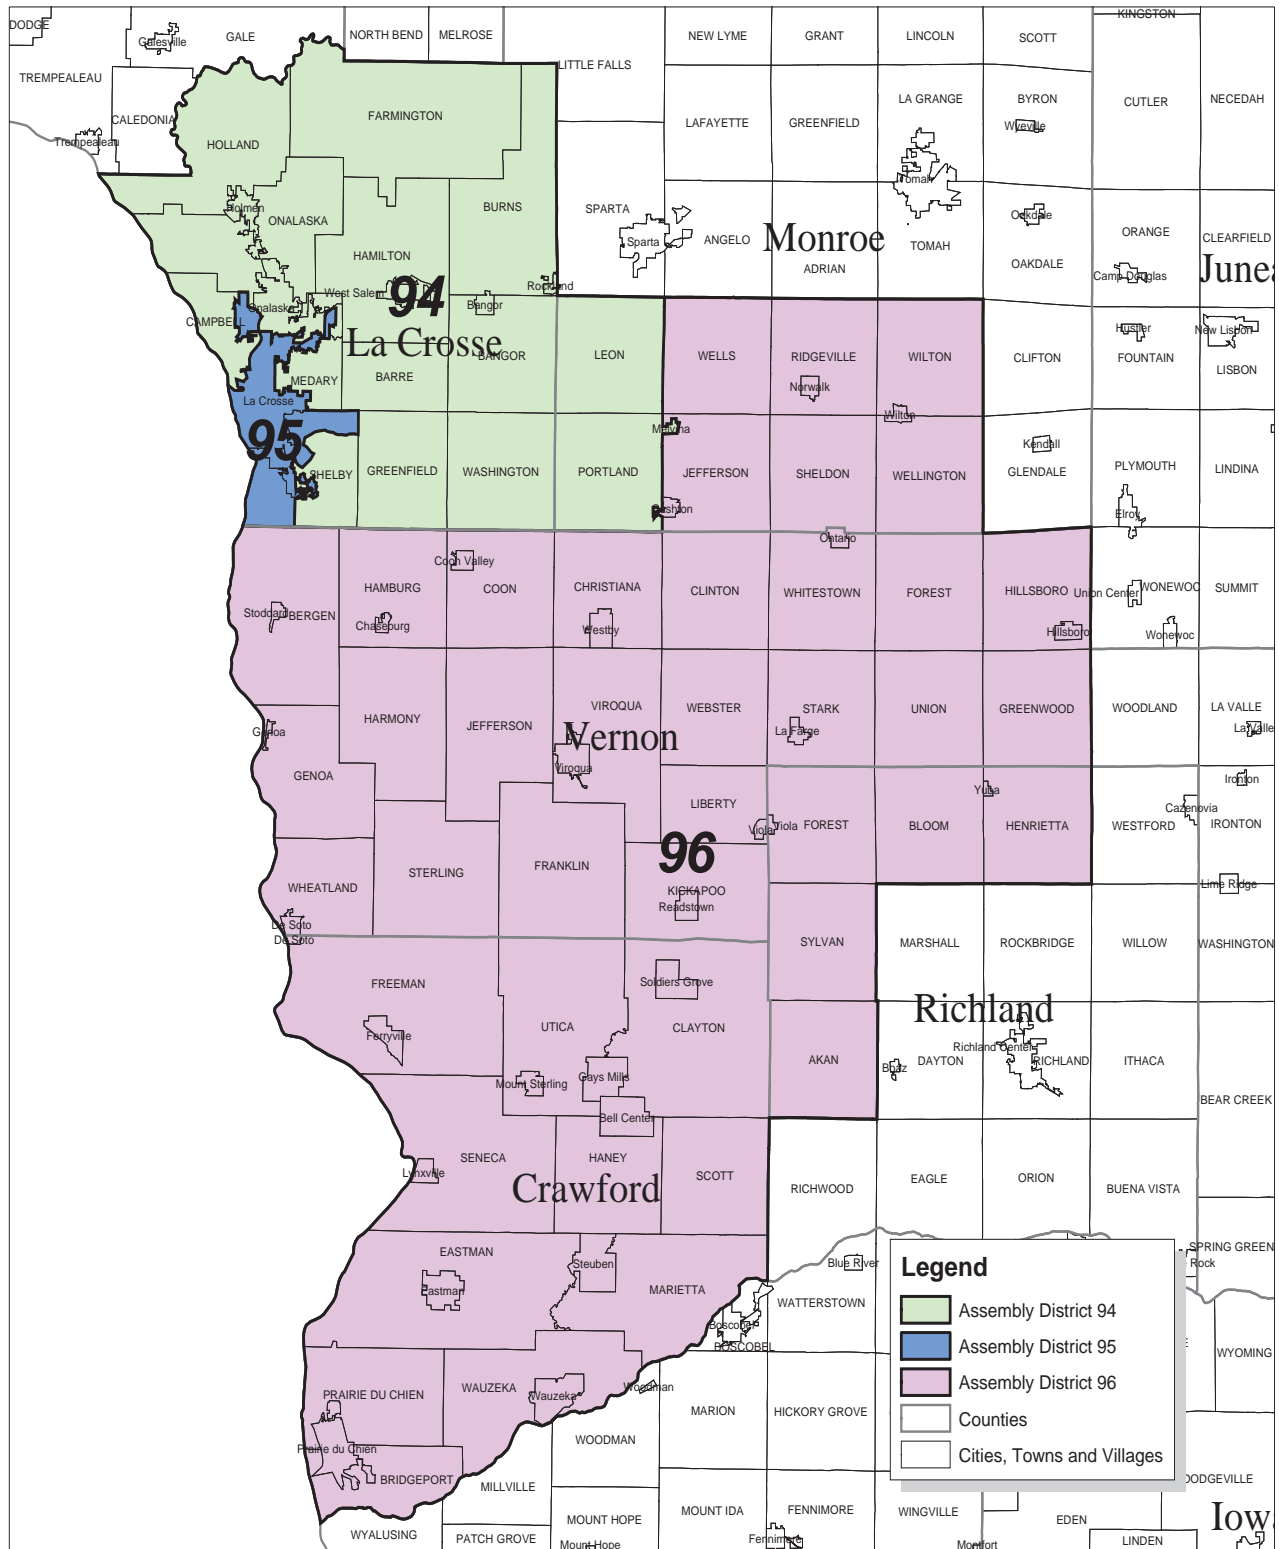 DODGE
Galesville
GALE
NORTH BEND
MELROSE
NEW LYME
GRANT
LINCOLN
SCOTT
KINGSTON
TREMPEALEAU
LITTLE FALLS
CALEDONIA
Trempealeau
HOLLAND
FARMINGTON
LAFAYETTE
GREENFIELD
LA GRANGE
BYRON
Wyeville
CUTLER
NECEDAH
Tomah
Holmen
ONALASKA
BURNS
SPARTA
Sparta
ANGELO
Monroe
ADRIAN
TOMAH
Oakdale
OAKDALE
ORANGE
CLEARFIELD
Camp Douglas
June
HAMILTON
West Salem
94
Bangor
Rockland
CAMPBELL
Onalaska
La Crosse
BANGOR
LEON
WELLS
RIDGEVILLE
Norwalk
WILTON
Wilton
CLIFTON
Hustler
FOUNTAIN
New Lisbon
LISBON
MEDARY
BARRE
La Crosse
95
SHELBY
GREENFIELD
WASHINGTON
PORTLAND
Melvina
JEFFERSON
Cashton
SHELDON
WELLINGTON
Kendall
GLENDALE
PLYMOUTH
Elroy
LINDINA
Ontario
Coon Valley
HAMBURG
COON
CHRISTIANA
CLINTON
WHITESTOWN
FOREST
HILLSBORO
Union Center
WONEWOC
SUMMIT
Stoddard
BERGEN
Chaseburg
Westby
Hillsboro
Wonewoc
HARMONY
JEFFERSON
VIROQUA
Vernon
Viroqua
WEBSTER
STARK
La Farge
UNION
GREENWOOD
WOODLAND
LA VALLE
La Valle
Genoa
GENOA
LIBERTY
Viola
Viola
FOREST
BLOOM
Yuba
HENRIETTA
WESTFORD
Cazenovia
Ironton
IRONTON
96
WHEATLAND
STERLING
FRANKLIN
KICKAPOO
Readstown
Lime Ridge
De Soto
De Soto
SYLVAN
MARSHALL
ROCKBRIDGE
WILLOW
WASHINGTON
FREEMAN
Soldiers Grove
Richland
Ferryville
UTICA
CLAYTON
AKAN
Boaz
DAYTON
Richland Center
RICHLAND
ITHACA
Mount Sterling
Gays Mills
Bell Center
BEAR CREEK
Lynxville
SENECA
HANEY
Crawford
SCOTT
RICHWOOD
EAGLE
ORION
BUENA VISTA
EASTMAN
Eastman
Steuben
MARIETTA
Blue River
SPRING GREEN
Rock
WATTERSTOWN
Boscobel
BOSCOBEL
WYOMING
PRAIRIE DU CHIEN
WAUZEKA
Wauzeka
Woodman
MARION
HICKORY GROVE
Prairie du Chien
BRIDGEPORT
WOODMAN
MILLVILLE
DODGEVILLE
WYALUSING
PATCH GROVE
MOUNT HOPE
Mount Hope
MOUNT IDA
FENNIMORE
Fennimore
WINGVILLE
Montfort
EDEN
LINDEN
Iow
Legend
Assembly District 94
Assembly District 95
Assembly District 96
Counties
Cities, Towns and Villages